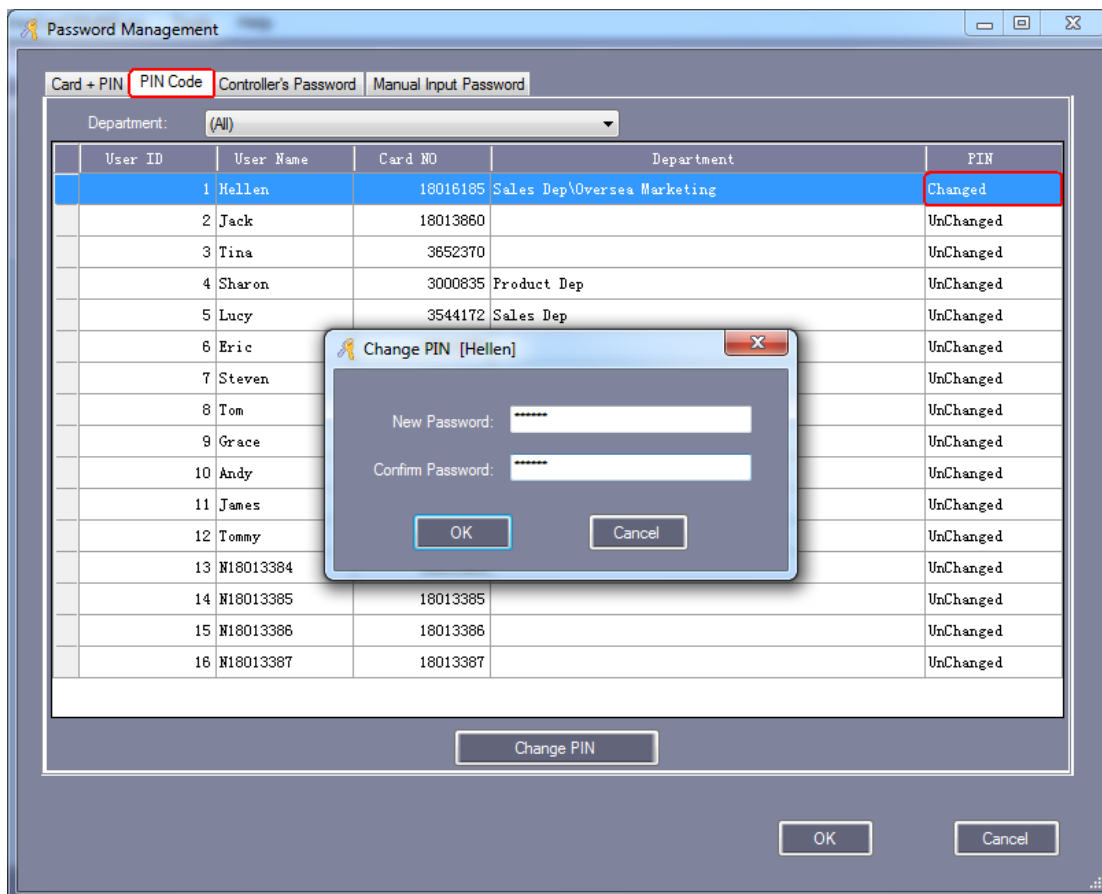 Password Management
Card + PIN PIN Code Controller's Password Manual Input Password
Department: (All)
User ID User Name Card NO Department PIN
1 Hellen 18016185 Sales Dep\Oversea Marketing Changed
2 Jack 18013860 UnChanged
3 Tina 3652370 UnChanged
4 Sharon 3000835 Product Dep UnChanged
5 Lucy 3544172 Sales Dep UnChanged
6 Eric UnChanged
7 Steven UnChanged
8 Tom UnChanged
9 Grace UnChanged
10 Andy UnChanged
11 James UnChanged
12 Tommy UnChanged
13 N18013384 UnChanged
14 N18013385 18013385 UnChanged
15 N18013386 18013386 UnChanged
16 N18013387 18013387 UnChanged
Change PIN [Hellen]
New Password: ******
Confirm Password: ******
OK Cancel
Change PIN
OK Cancel